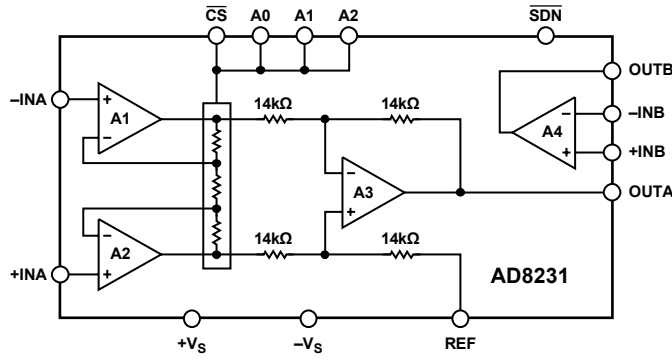 CS A0 A1 A2 SDN
OUTB
–INA + A1 – 14kΩ 14kΩ – A4 + –INB
+INB
– A3 + OUTA
– A2 + 14kΩ 14kΩ
+INA AD8231
+VS –VS REF